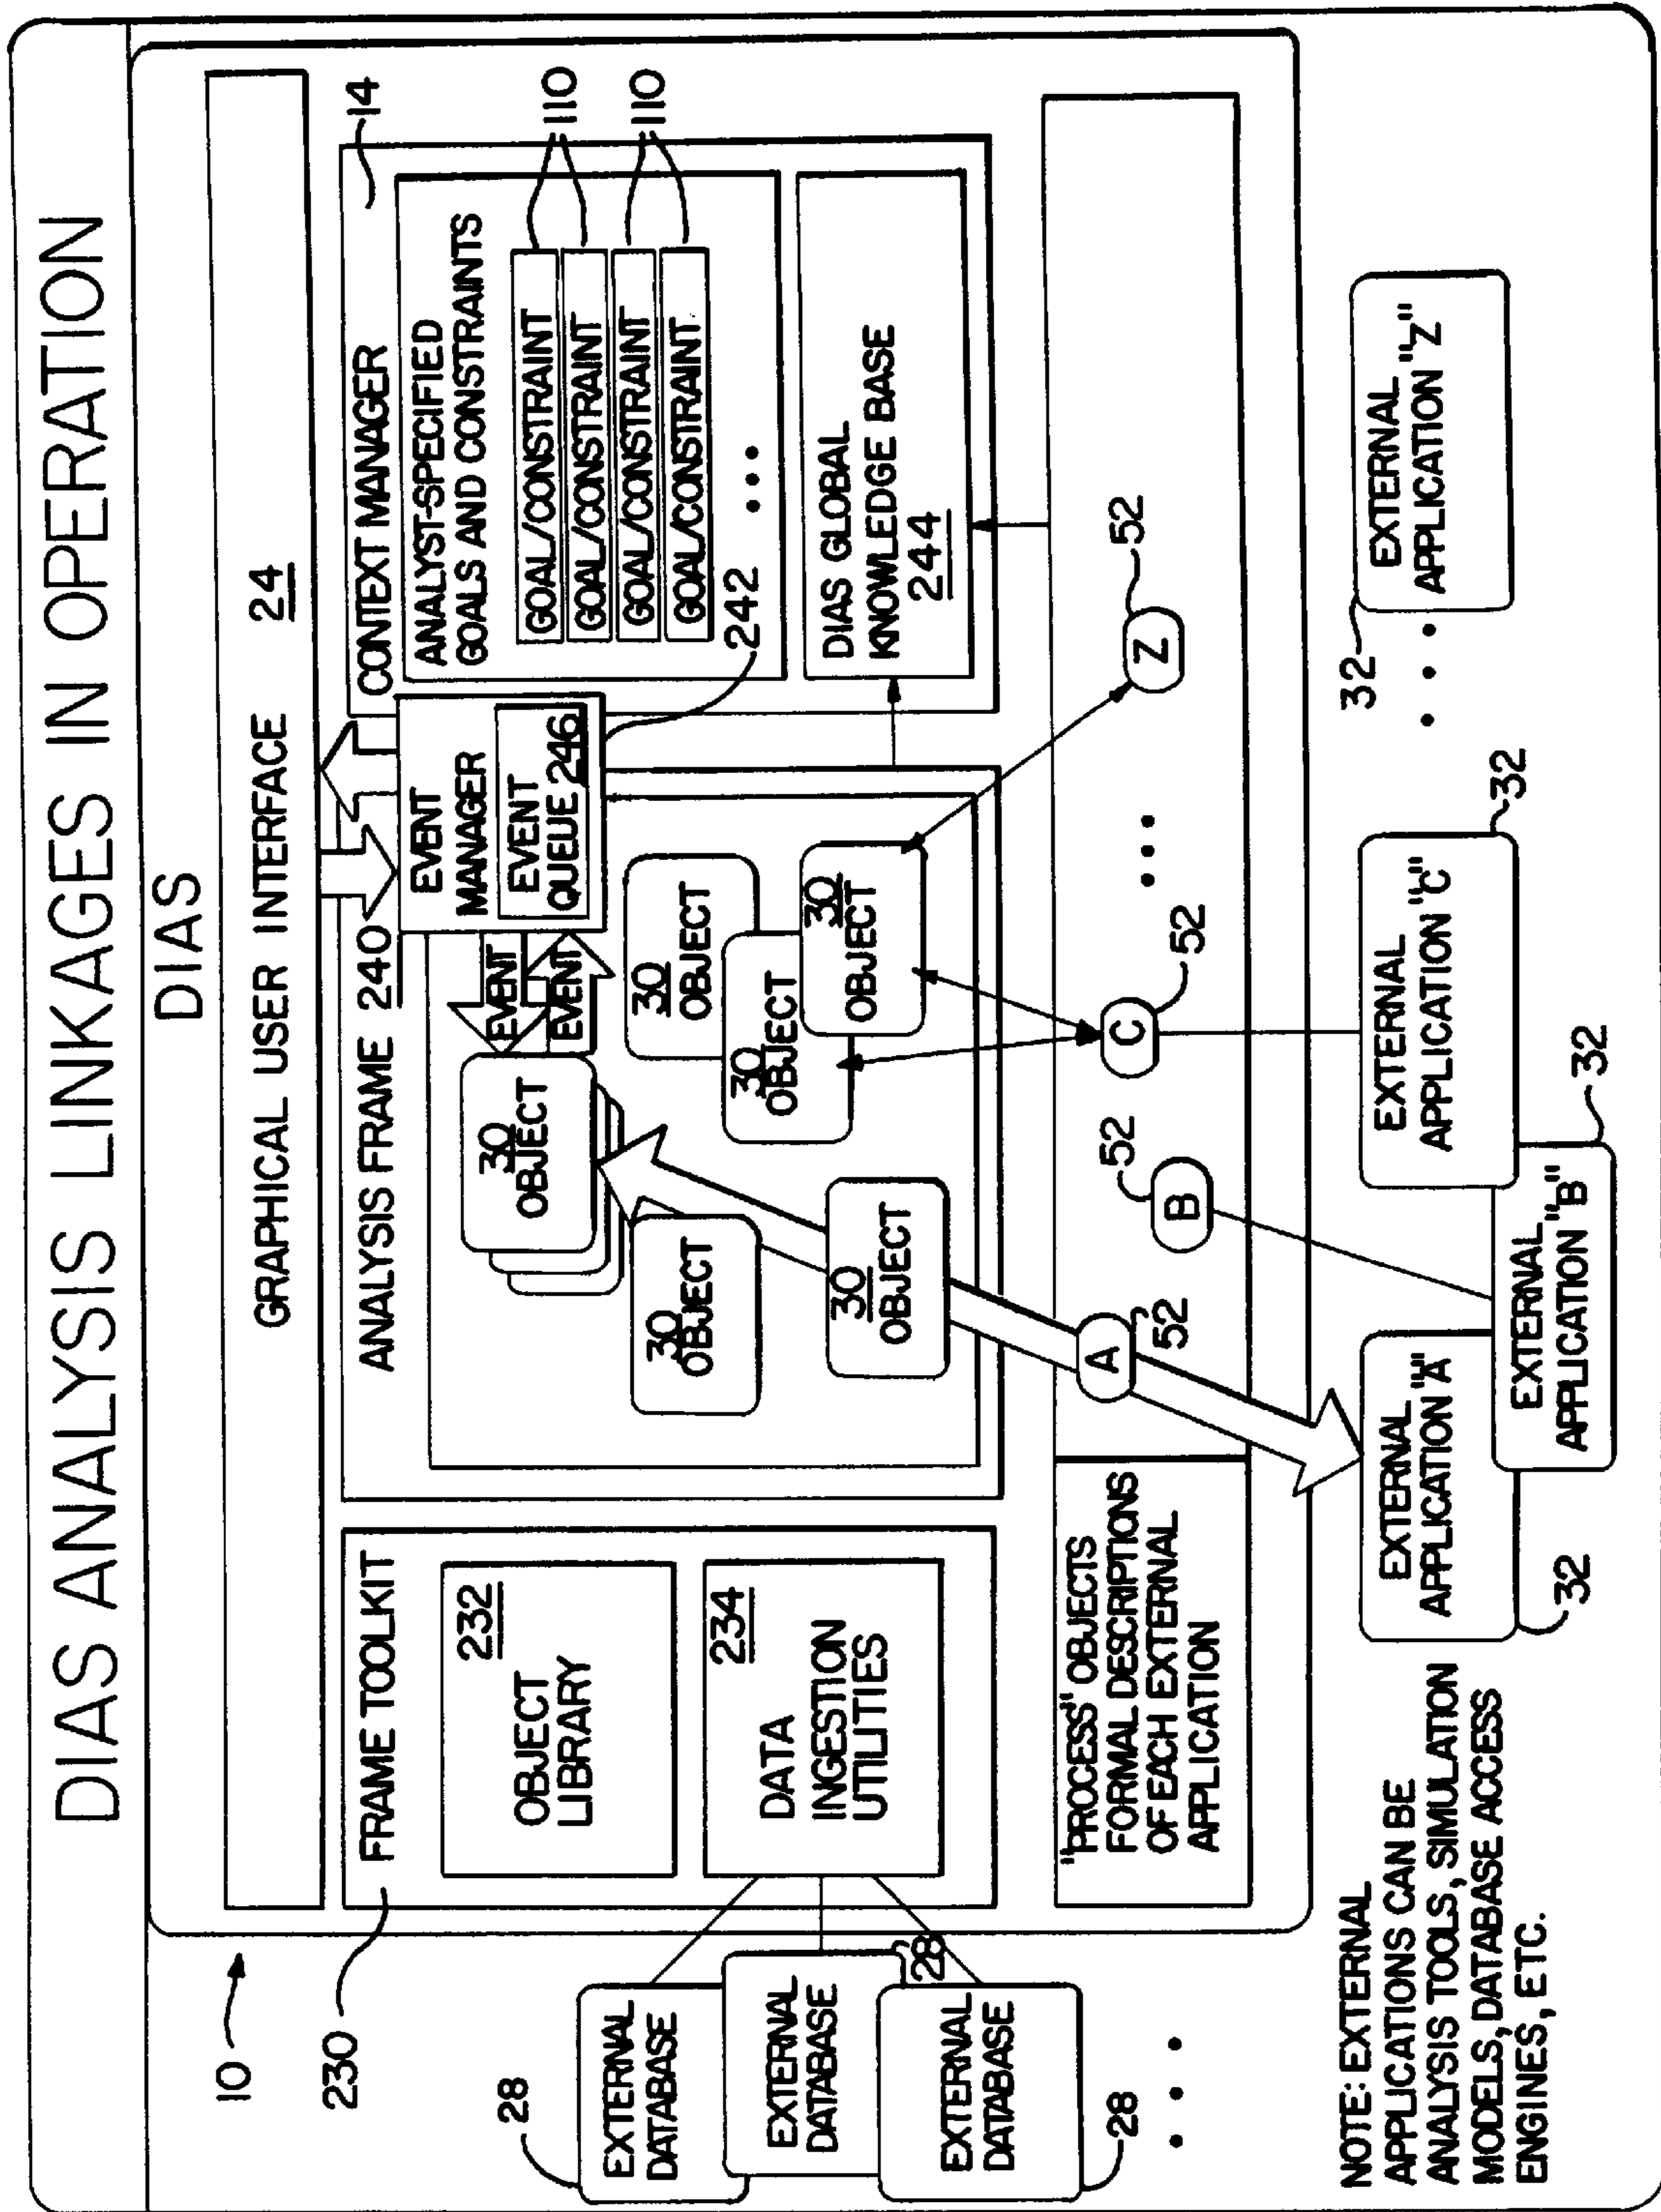 DIAS ANALYSIS LINKAGES IN OPERATION
DIAS
10
GRAPHICAL USER INTERFACE 24
230
FRAME TOOLKIT
232
OBJECT
LIBRARY
234
DATA
INGESTION
UTILITIES
28
EXTERNAL
DATABASE
EXTERNAL
DATABASE
28
EXTERNAL
DATABASE
28
• • •
ANALYSIS FRAME 240
30
OBJECT
EVENT
EVENT
30
OBJECT
30
OBJECT
30
OBJECT
30
OBJECT
30
OBJECT
EVENT
MANAGER
EVENT
QUEUE 246
242
CONTEXT MANAGER
14
ANALYST-SPECIFIED
GOALS AND CONSTRAINTS
GOAL/CONSTRAINT
GOAL/CONSTRAINT
GOAL/CONSTRAINT
GOAL/CONSTRAINT
110
110
• • •
DIAS GLOBAL
KNOWLEDGE BASE
244
"PROCESS" OBJECTS
FORMAL DESCRIPTIONS
OF EACH EXTERNAL
APPLICATION
A
52
B
52
C
52
• • •
Z
52
EXTERNAL
APPLICATION "A"
32
EXTERNAL
APPLICATION "B"
32
EXTERNAL
APPLICATION "C"
32
• • •
EXTERNAL
APPLICATION "Z"
32
NOTE: EXTERNAL
APPLICATIONS CAN BE
ANALYSIS TOOLS, SIMULATION
MODELS, DATABASE ACCESS
ENGINES, ETC.